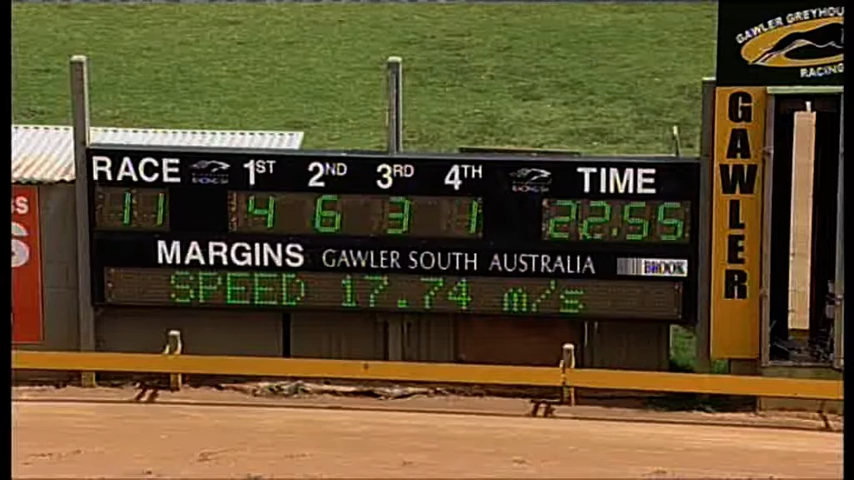 GAWLER GREYHOU
RACING
GAWLER
RACE 1ST 2ND 3RD 4TH TIME
11 4 6 3 1 22.55
MARGINS GAWLER SOUTH AUSTRALIA BROOK
SPEED 17.74 m/s